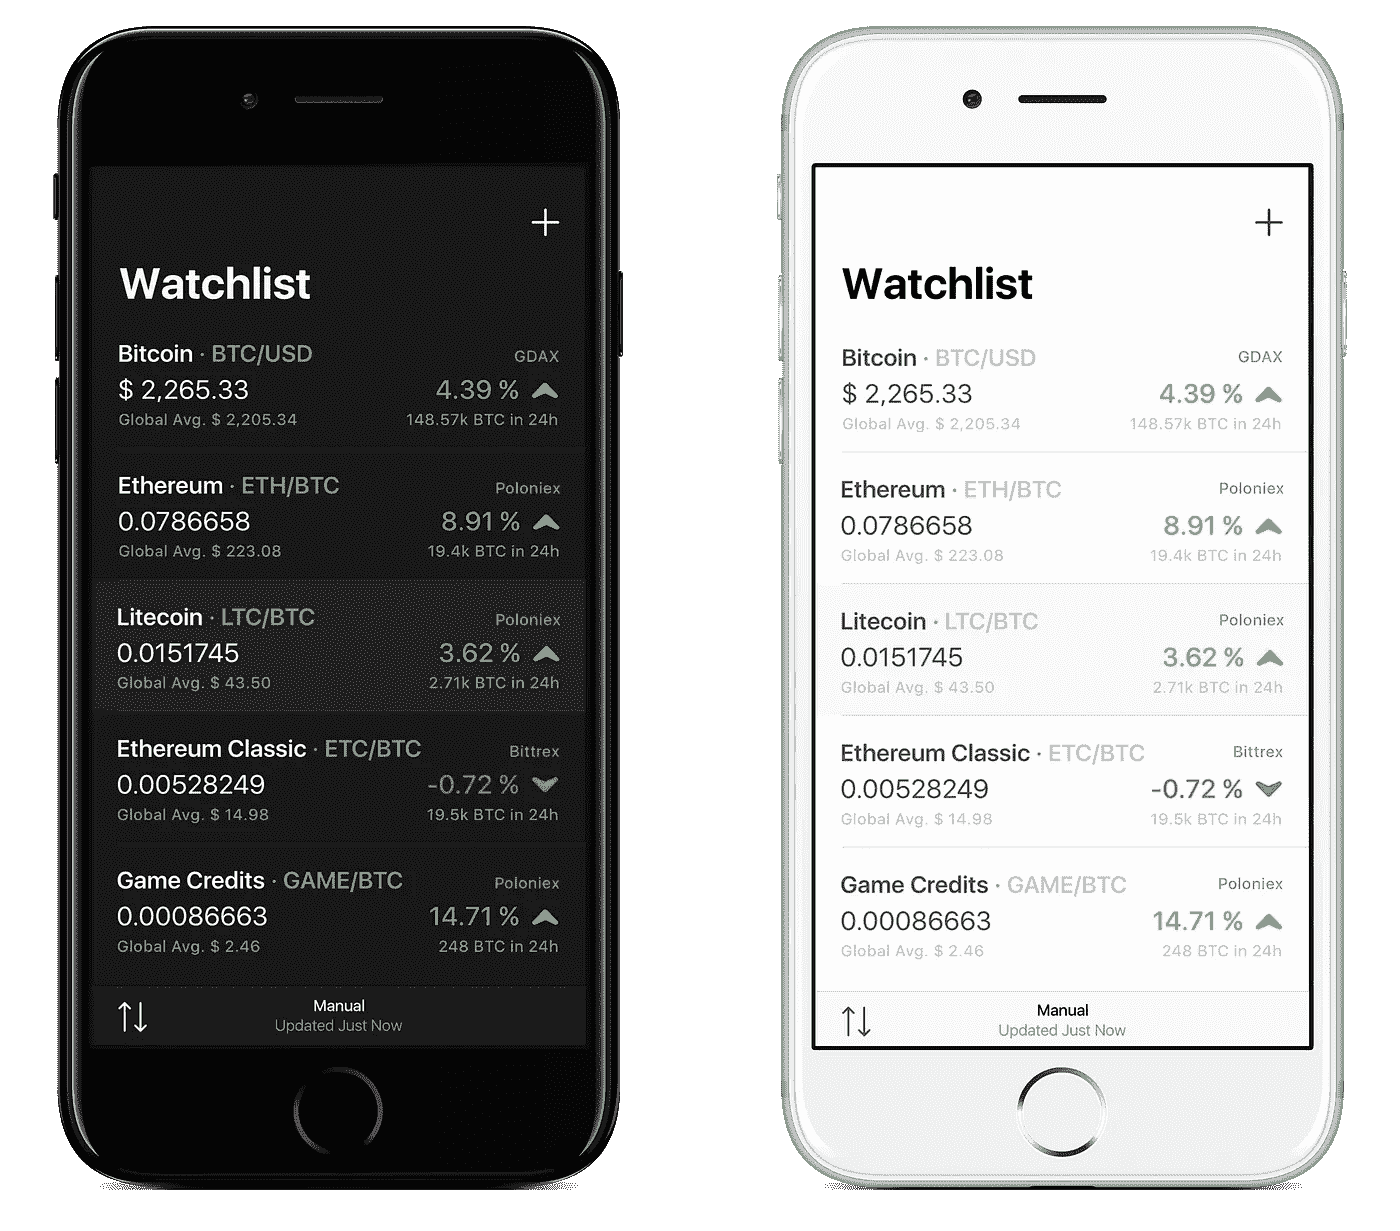 Watchlist
Bitcoin · BTC/USD GDAX
$ 2,265.33 4.39 %
Global Avg. $ 2,205.34 148.57k BTC in 24h
Ethereum · ETH/BTC Poloniex
0.0786658 8.91 %
Global Avg. $ 223.08 19.4k BTC in 24h
Litecoin · LTC/BTC Poloniex
0.0151745 3.62 %
Global Avg. $ 43.50 2.71k BTC in 24h
Ethereum Classic · ETC/BTC Bittrex
0.00528249 -0.72 %
Global Avg. $ 14.98 19.5k BTC in 24h
Game Credits · GAME/BTC Poloniex
0.00086663 14.71 %
Global Avg. $ 2.46 248 BTC in 24h
Manual
Updated Just Now
Watchlist
Bitcoin · BTC/USD GDAX
$ 2,265.33 4.39 %
Global Avg. $ 2,205.34 148.57k BTC in 24h
Ethereum · ETH/BTC Poloniex
0.0786658 8.91 %
Global Avg. $ 223.08 19.4k BTC in 24h
Litecoin · LTC/BTC Poloniex
0.0151745 3.62 %
Global Avg. $ 43.50 2.71k BTC in 24h
Ethereum Classic · ETC/BTC Bittrex
0.00528249 -0.72 %
Global Avg. $ 14.98 19.5k BTC in 24h
Game Credits · GAME/BTC Poloniex
0.00086663 14.71 %
Global Avg. $ 2.46 248 BTC in 24h
Manual
Updated Just Now